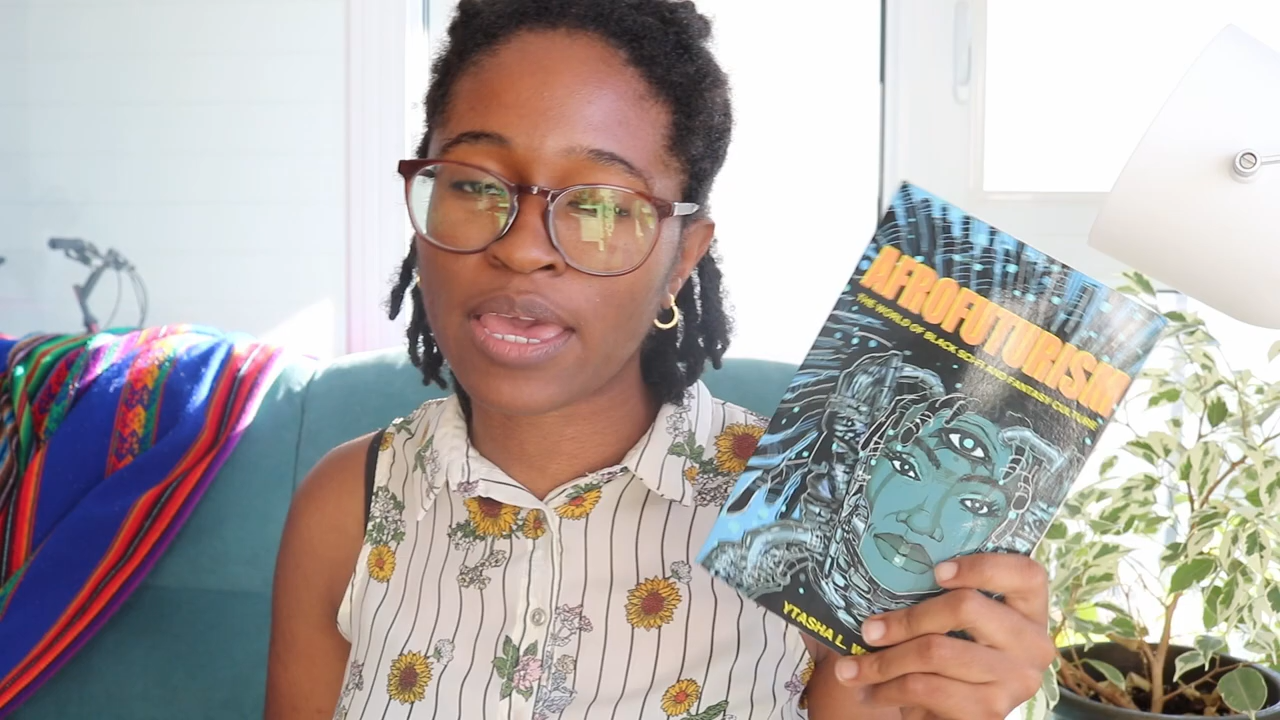 AFROFUTURISM
THE WORLD OF BLACK SCI-FI AND FANTASY CULTURE
YTASHA L. W